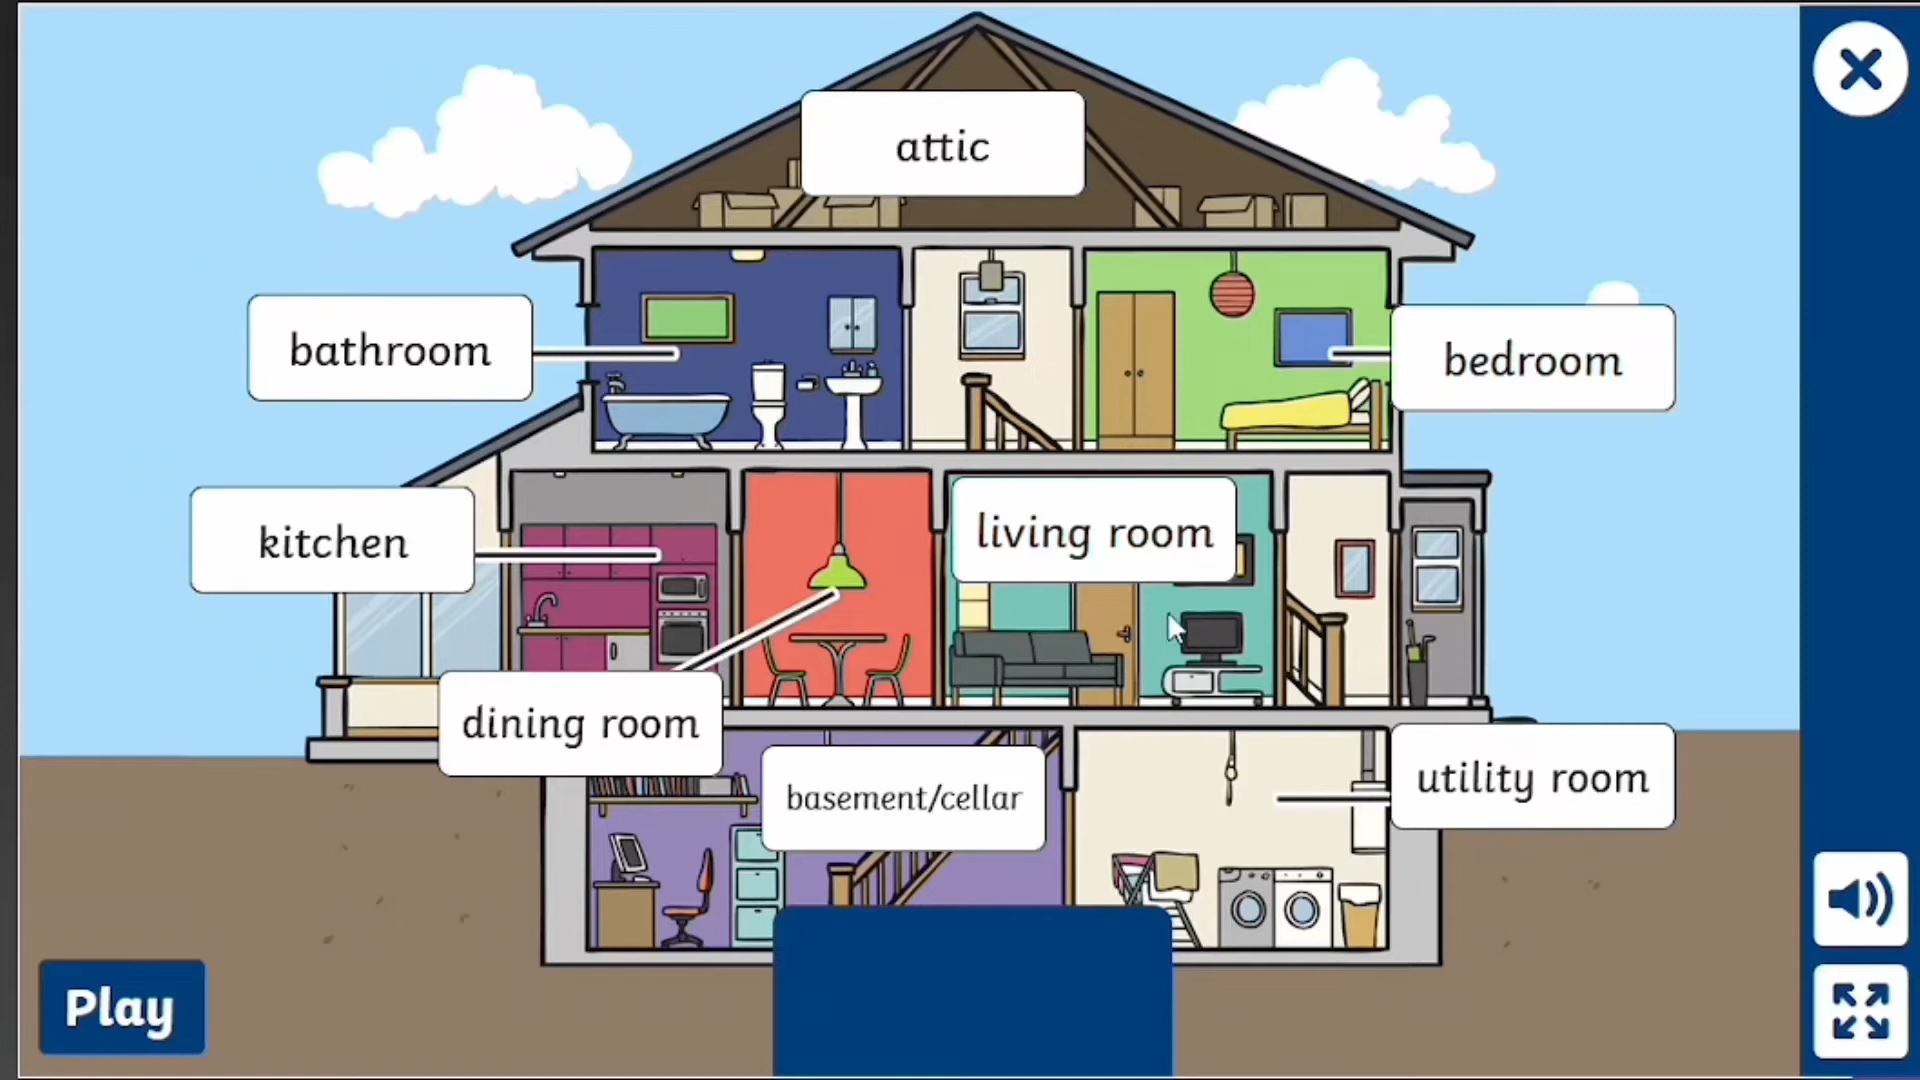 attic
bathroom
bedroom
kitchen
living room
dining room
basement/cellar
utility room
Play